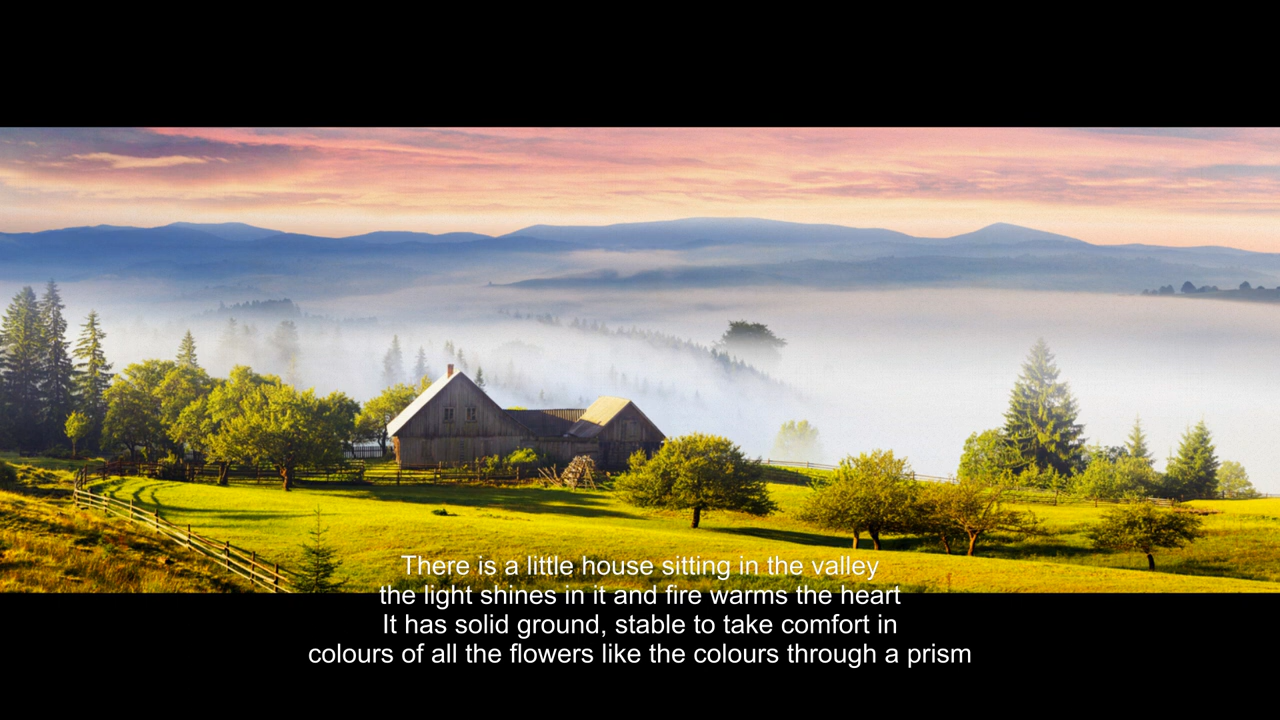 There is a little house sitting in the valley
the light shines in it and fire warms the heart
It has solid ground, stable to take comfort in
colours of all the flowers like the colours through a prism